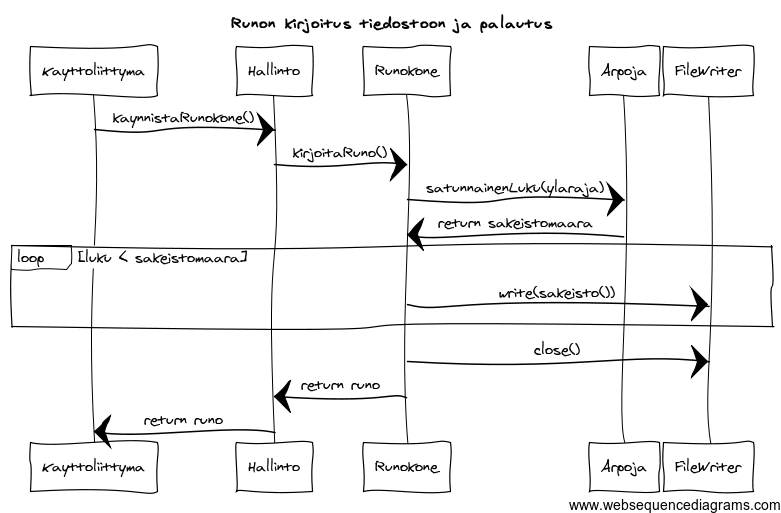 Runon kirjoitus tiedostoon ja palautus
Kayttoliittyma
Hallinto
Runokone
Arpoja
FileWriter
kaynnistaRunokone()
kirjoitaRuno()
satunnainenLuku(ylaraja)
return sakeistomaara
loop [luku < sakeistomaara]
write(sakeisto())
close()
return runo
return runo
Kayttoliittyma
Hallinto
Runokone
Arpoja
FileWriter
www.websequencediagrams.com